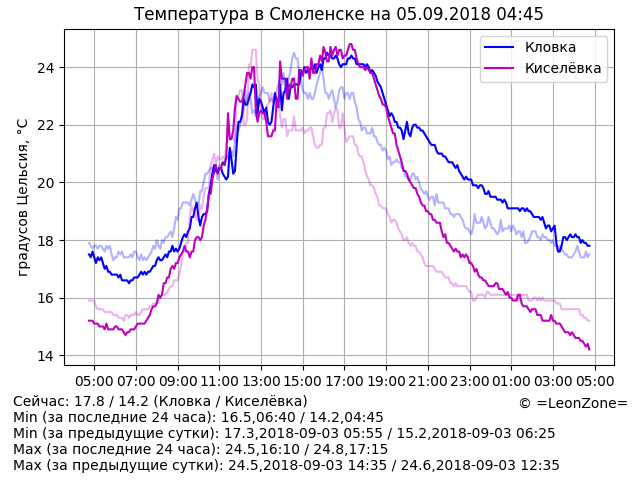 Температура в Смоленске на 05.09.2018 04:45
Кловка
Киселёвка
градусов Цельсия, °C
24
22
20
18
16
14
05:00 07:00 09:00 11:00 13:00 15:00 17:00 19:00 21:00 23:00 01:00 03:00 05:00
Сейчас: 17.8 / 14.2 (Кловка / Киселёвка)
© =LeonZone=
Min (за последние 24 часа): 16.5,06:40 / 14.2,04:45
Min (за предыдущие сутки): 17.3,2018-09-03 05:55 / 15.2,2018-09-03 06:25
Max (за последние 24 часа): 24.5,16:10 / 24.8,17:15
Max (за предыдущие сутки): 24.5,2018-09-03 14:35 / 24.6,2018-09-03 12:35